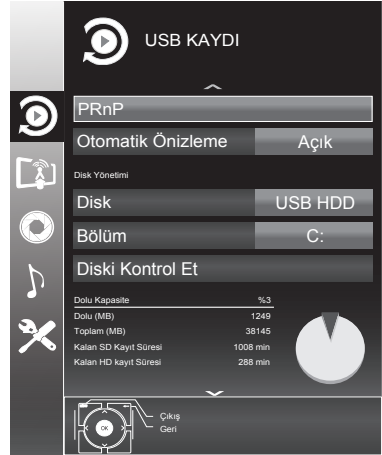 USB KAYDI
PRnP
Otomatik Önizleme Açık
Disk Yönetimi
Disk USB HDD
Bölüm C:
Diski Kontrol Et
Dolu Kapasite %3
Dolu (MB) 1249
Toplam (MB) 38145
Kalan SD Kayıt Süresi 1008 min
Kalan HD kayıt Süresi 288 min
Çıkış
OK
Geri